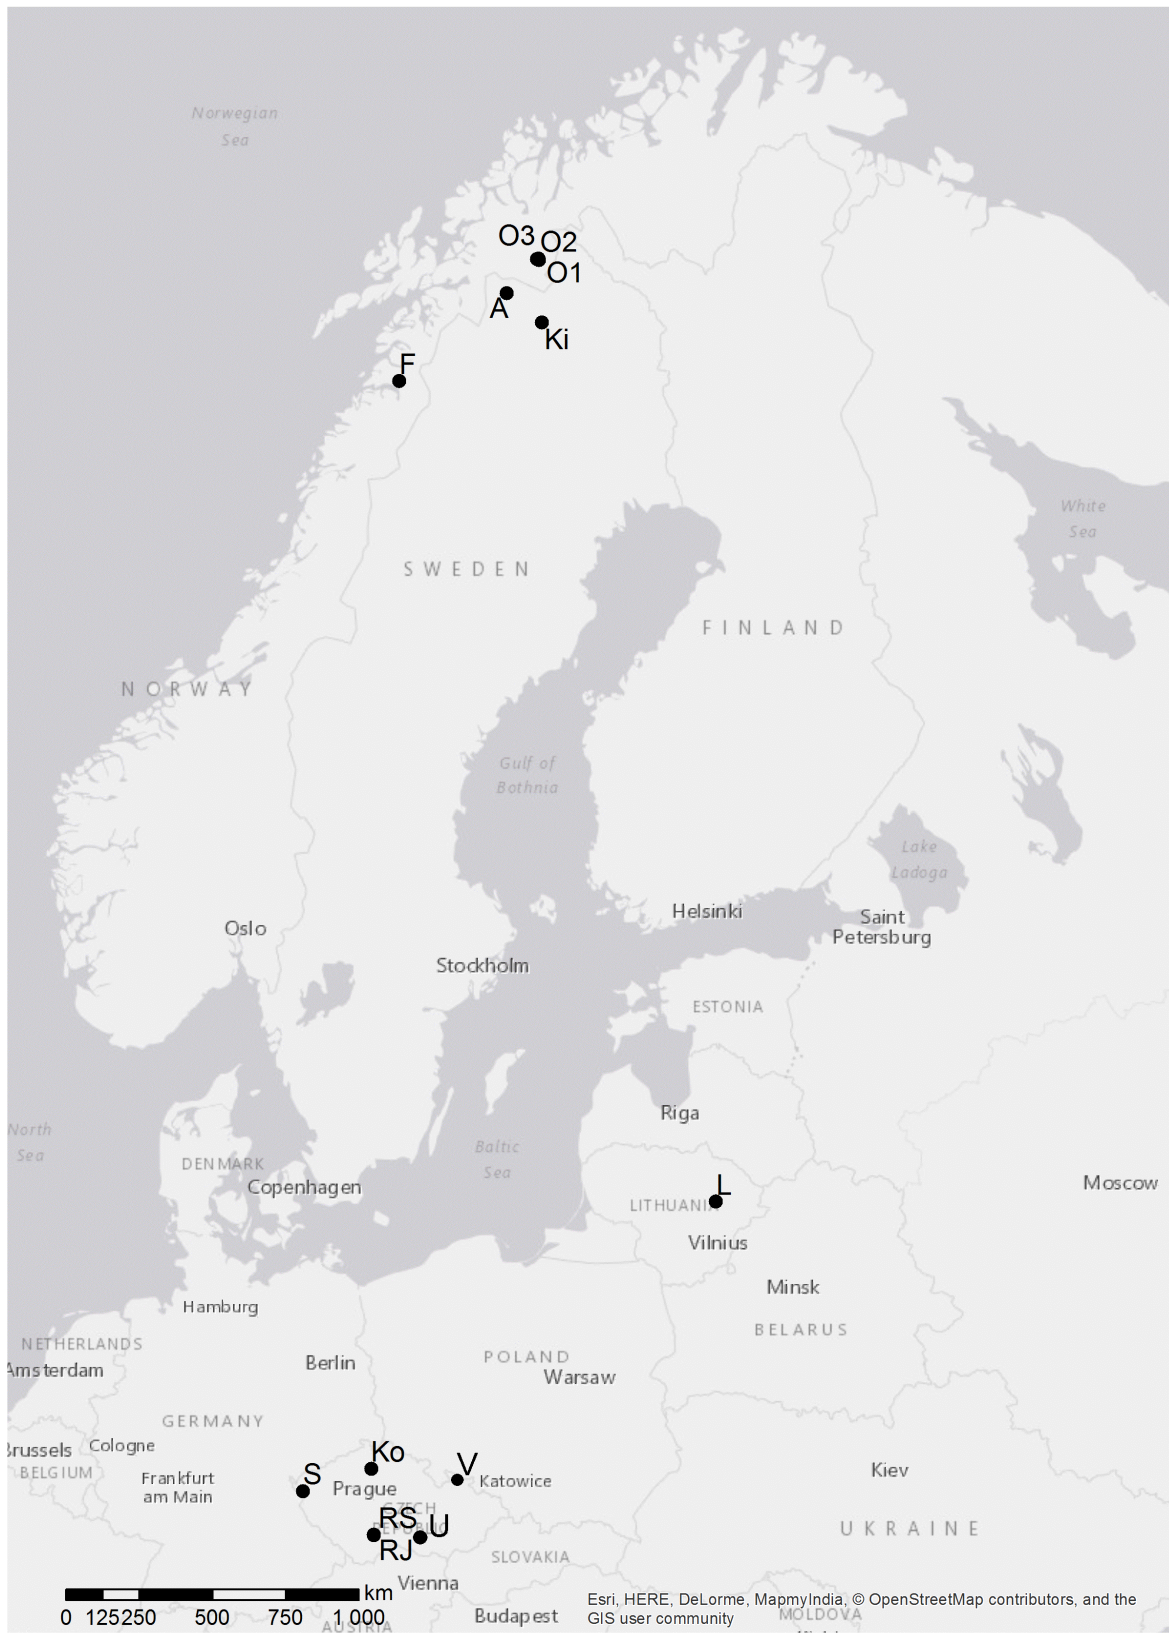 Norwegian
Sea
O3
O2
O1
A
Ki
F
White
Sea
SWEDEN
FINLAND
NORWAY
Gulf of
Bothnia
Lake
Ladoga
Helsinki
Saint
Petersburg
Oslo
Stockholm
ESTONIA
Riga
North
Sea
Baltic
Sea
DENMARK
Copenhagen
Moscow
L
LITHUANIA
Vilnius
Minsk
Hamburg
BELARUS
NETHERLANDS
Amsterdam
Berlin
POLAND
Warsaw
GERMANY
Brussels
Cologne
BELGIUM
Frankfurt
am Main
Ko
S
V
Katowice
Prague
Kiev
CZECH
REPUBLIC
RS
U
RJ
UKRAINE
SLOVAKIA
Vienna
km
0 125 250 500 750 1 000
Budapest
AUSTRIA
Esri, HERE, DeLorme, MapmyIndia, © OpenStreetMap contributors, and the
GIS user community
MOLDOVA